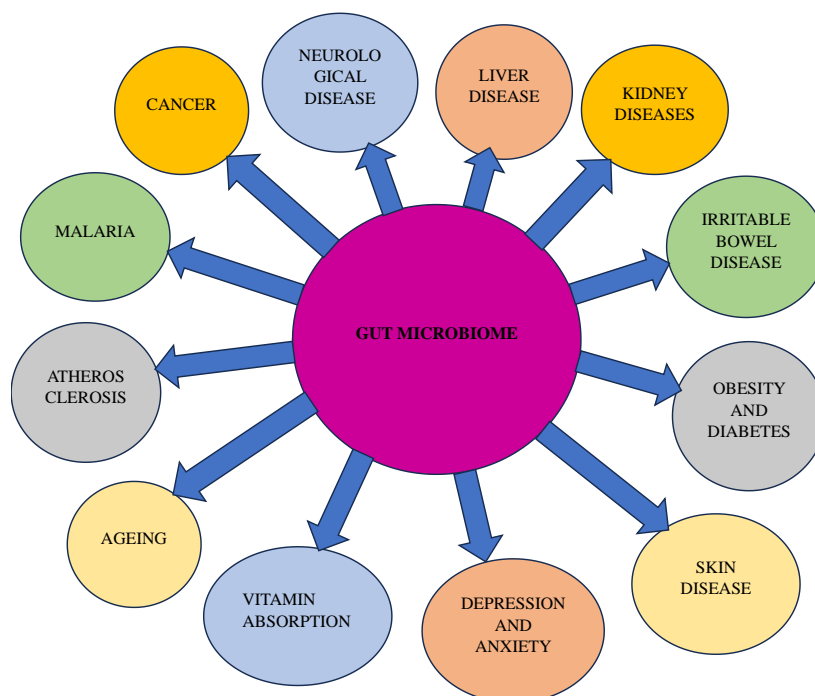 NEUROLO
GICAL
DISEASE
LIVER
DISEASE
KIDNEY
DISEASES
CANCER
MALARIA
IRRITABLE
BOWEL
DISEASE
GUT MICROBIOME
ATHEROS
CLEROSIS
OBESITY
AND
DIABETES
AGEING
SKIN
DISEASE
VITAMIN
ABSORPTION
DEPRESSION
AND
ANXIETY